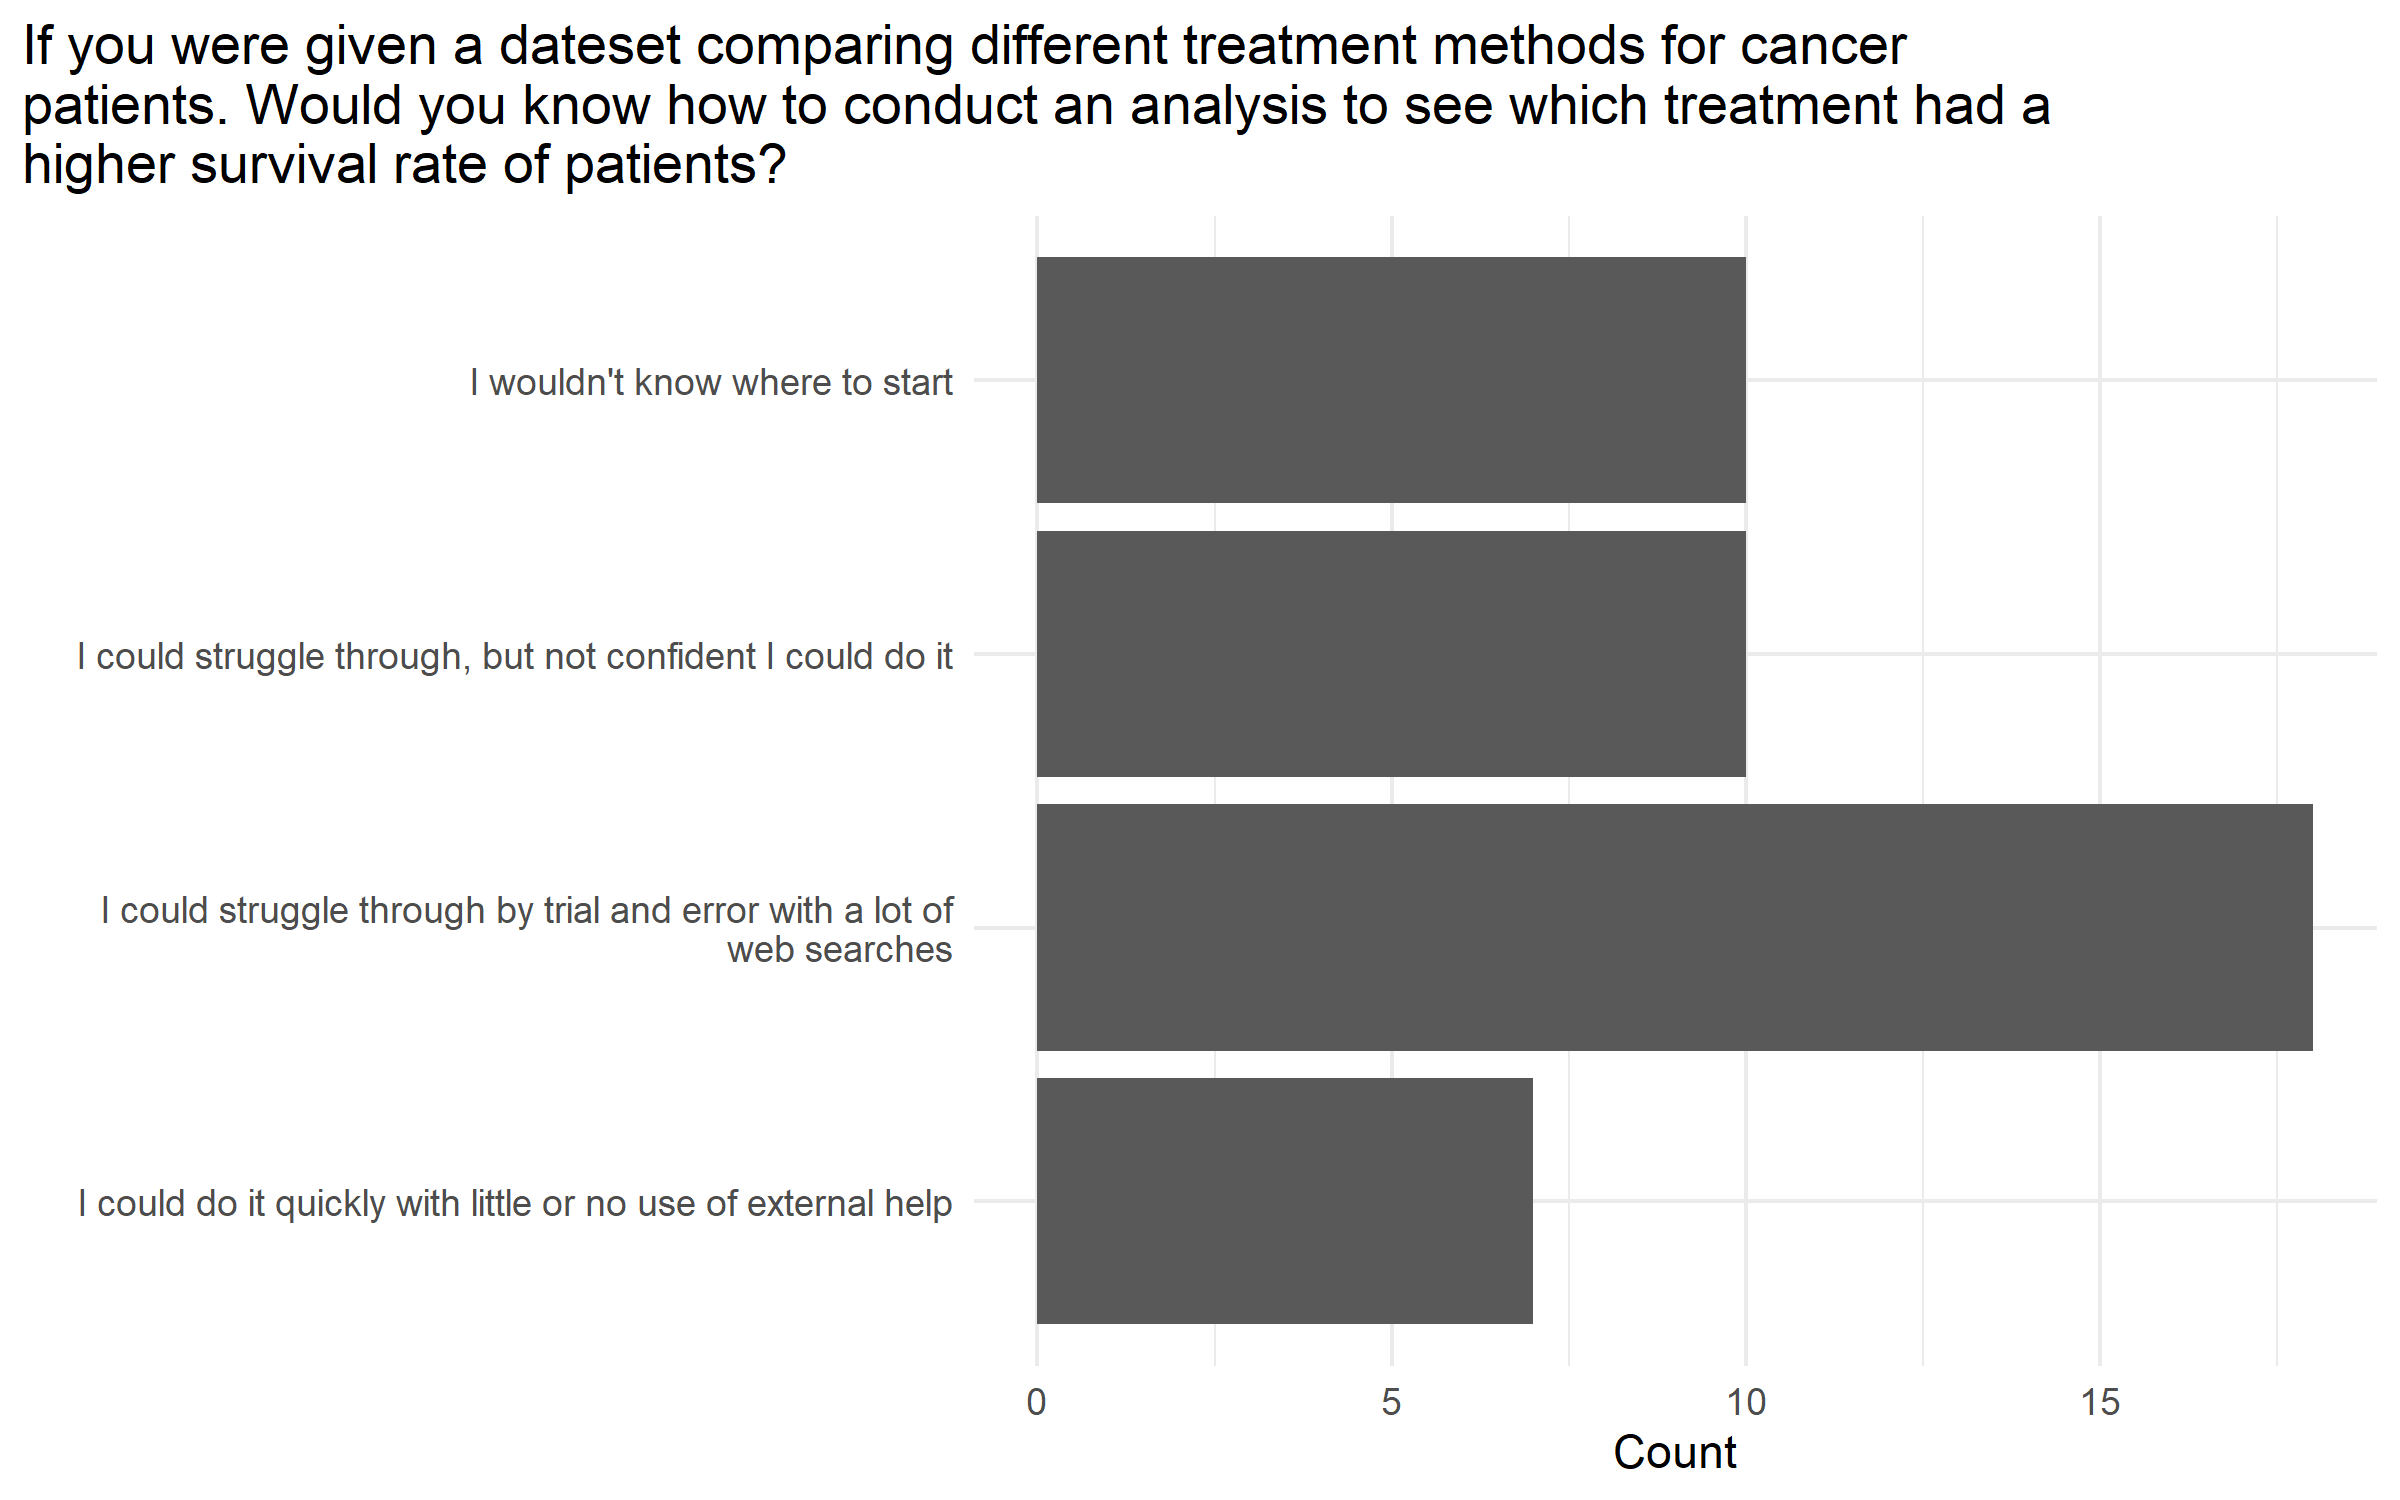 If you were given a dateset comparing different treatment methods for cancer
patients. Would you know how to conduct an analysis to see which treatment had a
higher survival rate of patients?
I wouldn't know where to start
I could struggle through, but not confident I could do it
I could struggle through by trial and error with a lot of
web searches
I could do it quickly with little or no use of external help
0 5 10 15
Count